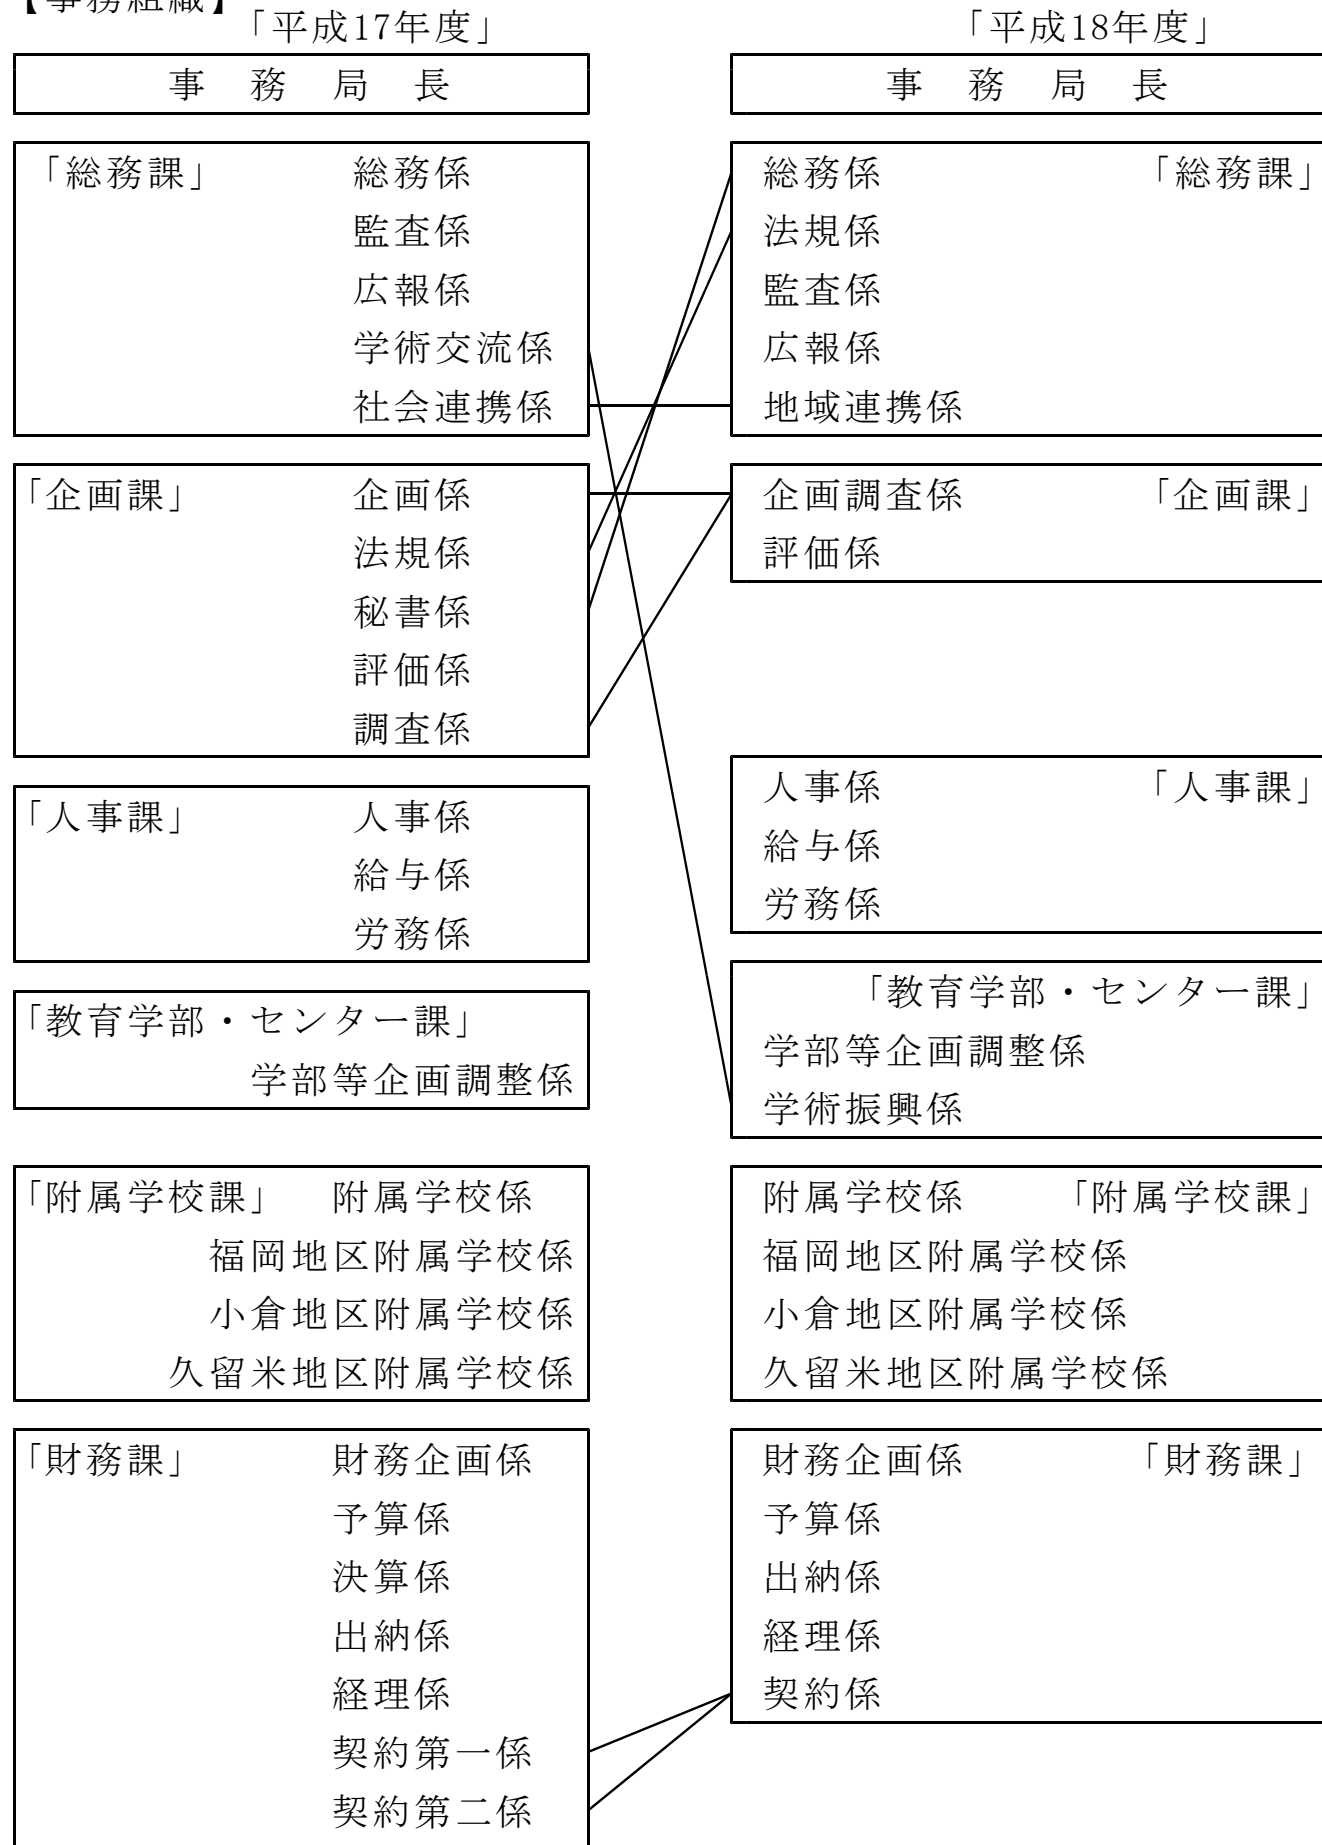 【事務組織】
「平成17年度」
事　務　局　長
「総務課」　総務係
監査係
広報係
学術交流係
社会連携係
「企画課」　企画係
法規係
秘書係
評価係
調査係
「人事課」　人事係
給与係
労務係
「教育学部・センター課」
学部等企画調整係
「附属学校課」　附属学校係
福岡地区附属学校係
小倉地区附属学校係
久留米地区附属学校係
「財務課」　財務企画係
予算係
決算係
出納係
経理係
契約第一係
契約第二係
「平成18年度」
事　務　局　長
総務係　「総務課」
法規係
監査係
広報係
地域連携係
企画調査係　「企画課」
評価係
人事係　「人事課」
給与係
労務係
「教育学部・センター課」
学部等企画調整係
学術振興係
附属学校係　「附属学校課」
福岡地区附属学校係
小倉地区附属学校係
久留米地区附属学校係
財務企画係　「財務課」
予算係
出納係
経理係
契約係